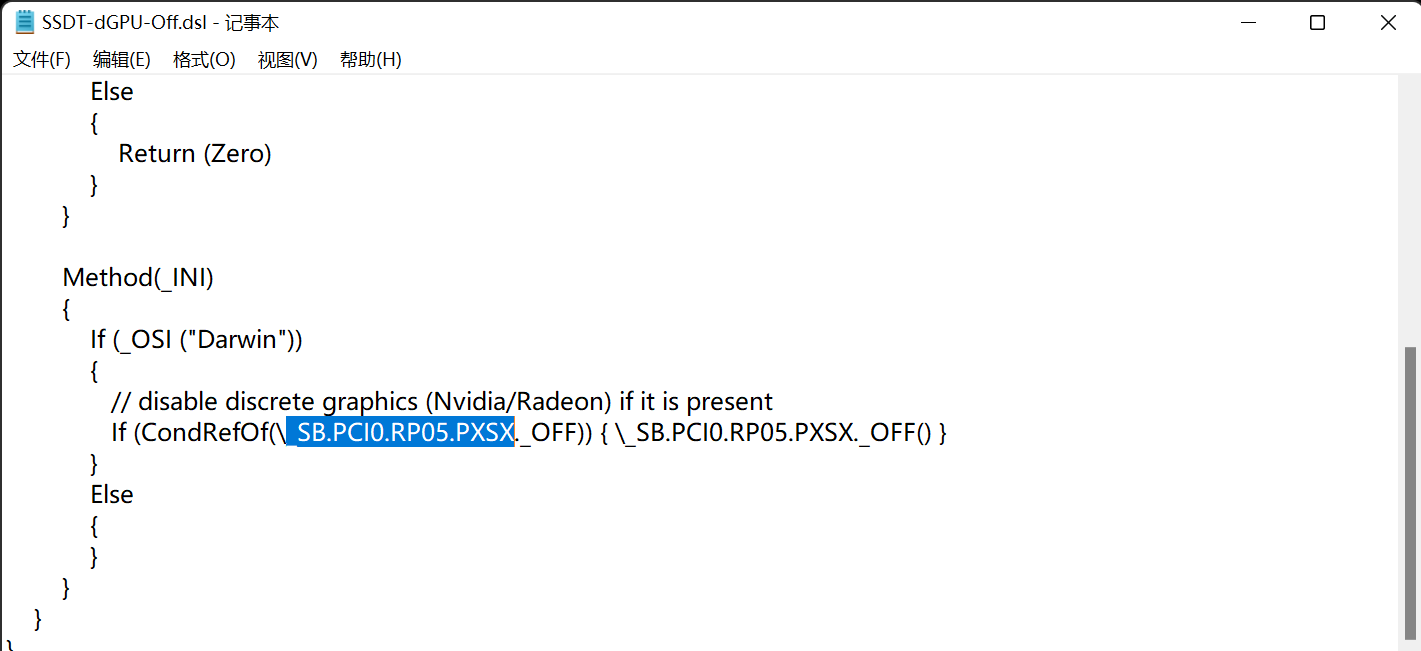 SSDT-dGPU-Off.dsl - 记事本
文件(F) 编辑(E) 格式(O) 视图(V) 帮助(H)
Else
{
Return (Zero)
}
}
Method(_INI)
{
If (_OSI ("Darwin"))
{
// disable discrete graphics (Nvidia/Radeon) if it is present
If (CondRefOf(\_SB.PCI0.RP05.PXSX._OFF)) { \_SB.PCI0.RP05.PXSX._OFF() }
}
Else
{
}
}
}
}